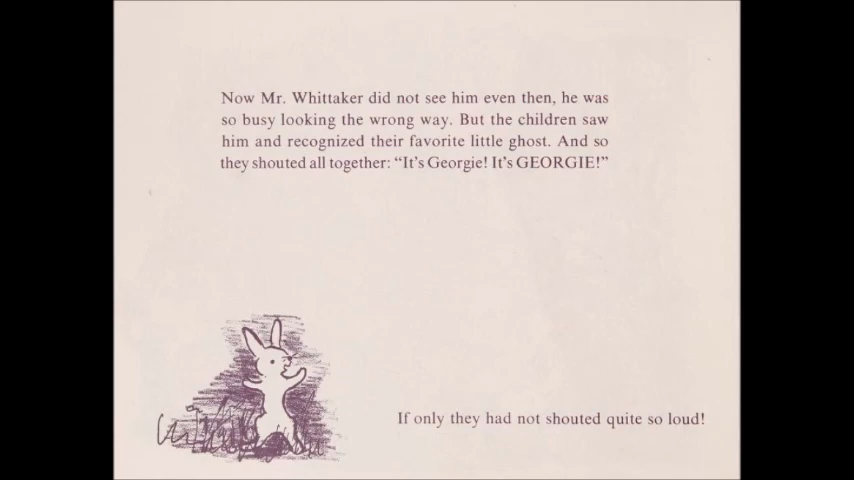 Now Mr. Whittaker did not see him even then, he was
so busy looking the wrong way. But the children saw
him and recognized their favorite little ghost. And so
they shouted all together: “It's Georgie! It's GEORGIE!”
If only they had not shouted quite so loud!